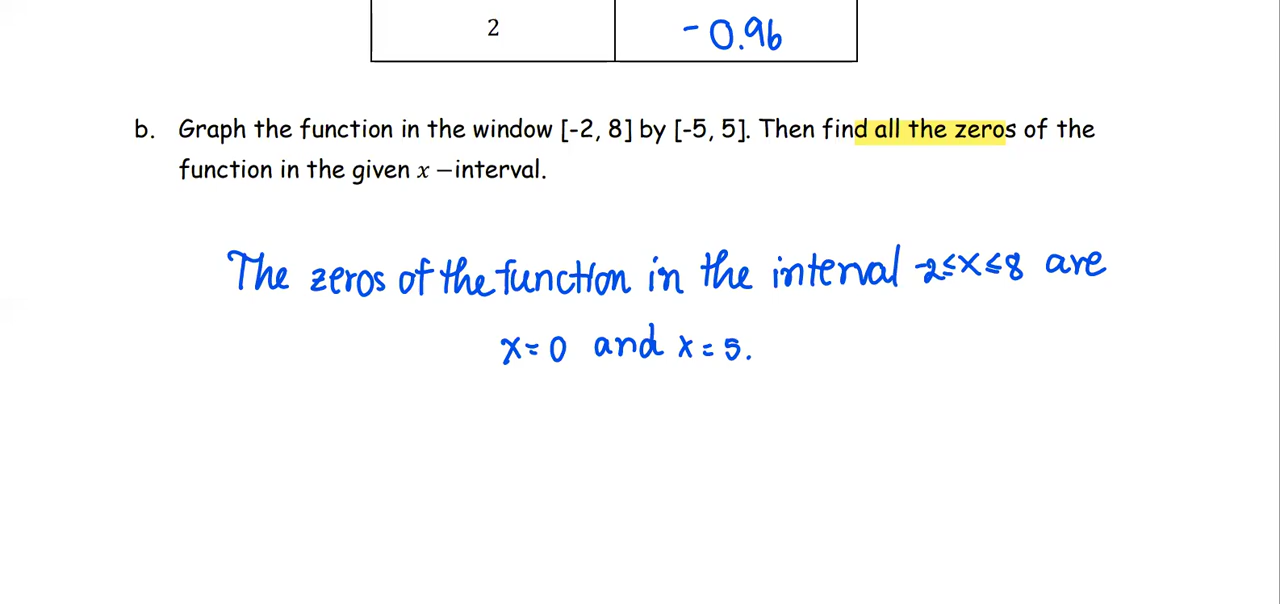 2 -0.96
b. Graph the function in the window [-2, 8] by [-5, 5]. Then find all the zeros of the
function in the given x −interval.
The zeros of the function in the interval -2≤x≤8 are
x=0 and x=5.